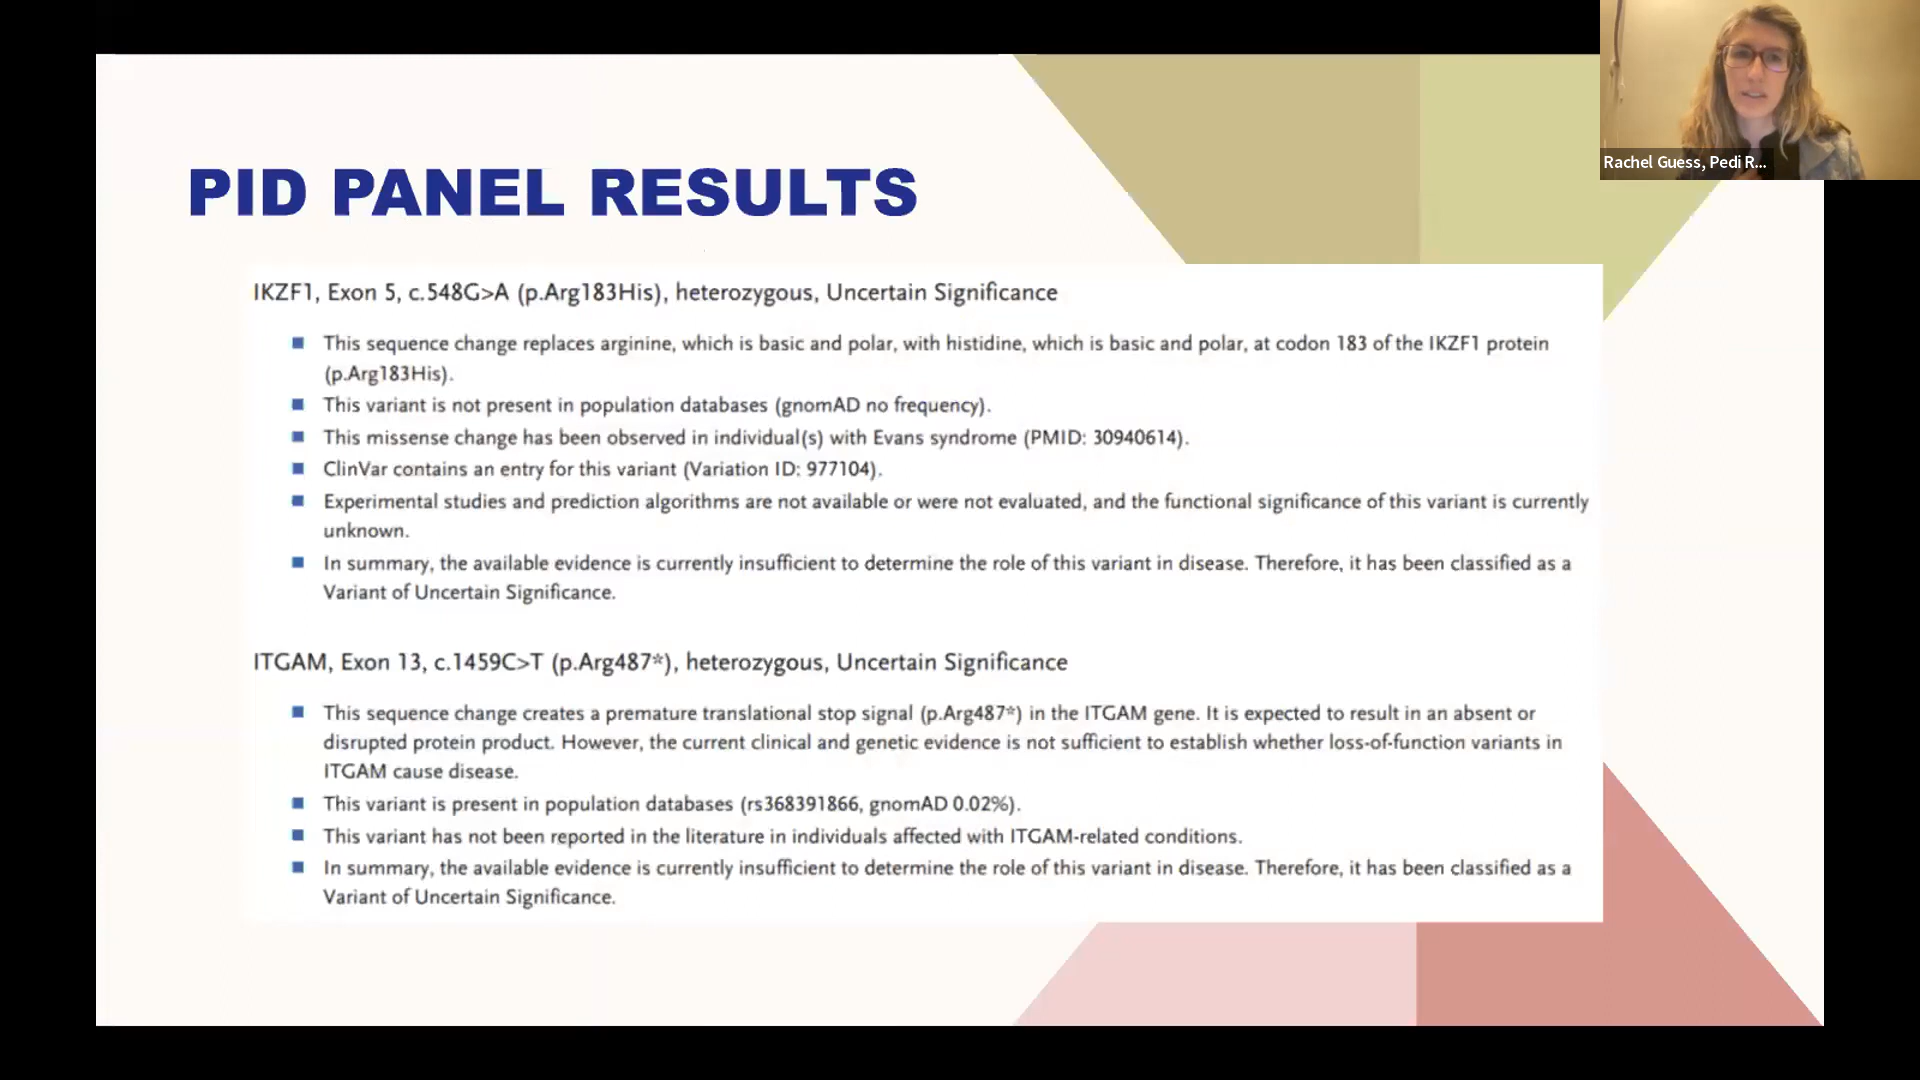 Rachel Guess, Pedi R...
PID PANEL RESULTS
IKZF1, Exon 5, c.548G>A (p.Arg183His), heterozygous, Uncertain Significance
This sequence change replaces arginine, which is basic and polar, with histidine, which is basic and polar, at codon 183 of the IKZF1 protein
(p.Arg183His).
This variant is not present in population databases (gnomAD no frequency).
This missense change has been observed in individual(s) with Evans syndrome (PMID: 30940614).
ClinVar contains an entry for this variant (Variation ID: 977104).
Experimental studies and prediction algorithms are not available or were not evaluated, and the functional significance of this variant is currently
unknown.
In summary, the available evidence is currently insufficient to determine the role of this variant in disease. Therefore, it has been classified as a
Variant of Uncertain Significance.
ITGAM, Exon 13, c.1459C>T (p.Arg487*), heterozygous, Uncertain Significance
This sequence change creates a premature translational stop signal (p.Arg487*) in the ITGAM gene. It is expected to result in an absent or
disrupted protein product. However, the current clinical and genetic evidence is not sufficient to establish whether loss-of-function variants in
ITGAM cause disease.
This variant is present in population databases (rs368391866, gnomAD 0.02%).
This variant has not been reported in the literature in individuals affected with ITGAM-related conditions.
In summary, the available evidence is currently insufficient to determine the role of this variant in disease. Therefore, it has been classified as a
Variant of Uncertain Significance.